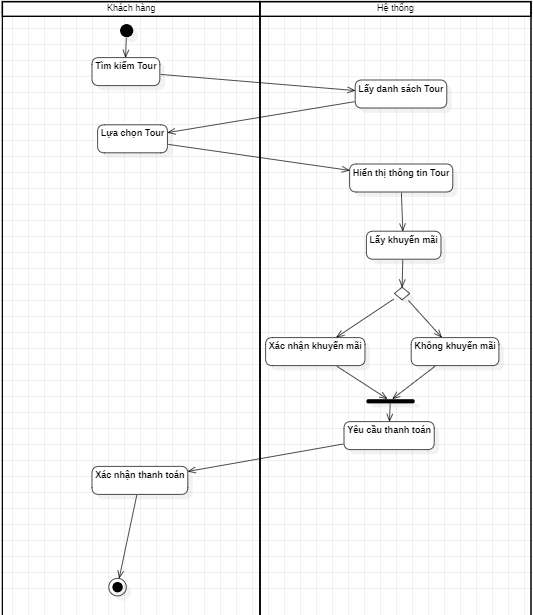 Khách hàng
Hệ thống
Tìm kiếm Tour
Lấy danh sách Tour
Lựa chọn Tour
Hiển thị thông tin Tour
Lấy khuyến mãi
Xác nhận khuyến mãi
Không khuyến mãi
Yêu cầu thanh toán
Xác nhận thanh toán